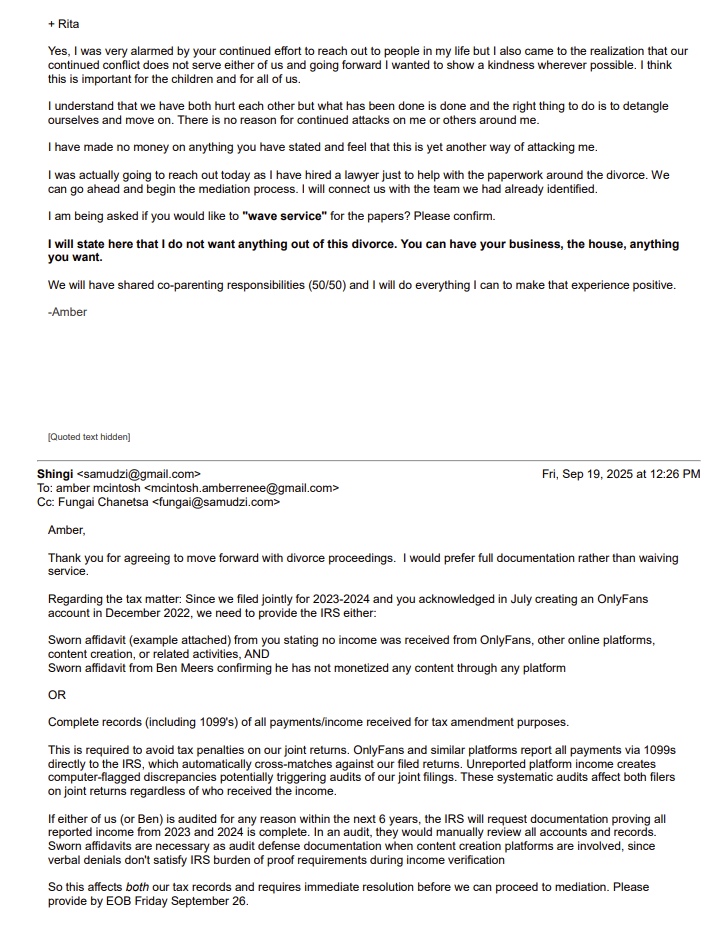 + Rita
Yes, I was very alarmed by your continued effort to reach out to people in my life but I also came to the realization that our
continued conflict does not serve either of us and going forward I wanted to show a kindness wherever possible. I think
this is important for the children and for all of us.
I understand that we have both hurt each other but what has been done is done and the right thing to do is to detangle
ourselves and move on. There is no reason for continued attacks on me or others around me.
I have made no money on anything you have stated and feel that this is yet another way of attacking me.
I was actually going to reach out today as I have hired a lawyer just to help with the paperwork around the divorce. We
can go ahead and begin the mediation process. I will connect us with the team we had already identified.
I am being asked if you would like to "wave service" for the papers? Please confirm.
I will state here that I do not want anything out of this divorce. You can have your business, the house, anything
you want.
We will have shared co-parenting responsibilities (50/50) and I will do everything I can to make that experience positive.
-Amber
[Quoted text hidden]
Shingi <samudzi@gmail.com> Fri, Sep 19, 2025 at 12:26 PM
To: amber mcintosh <mcintosh.amberrenee@gmail.com>
Cc: Fungai Chanetsa <fungai@samudzi.com>
Amber,
Thank you for agreeing to move forward with divorce proceedings.  I would prefer full documentation rather than waiving
service.
Regarding the tax matter: Since we filed jointly for 2023-2024 and you acknowledged in July creating an OnlyFans
account in December 2022, we need to provide the IRS either:
Sworn affidavit (example attached) from you stating no income was received from OnlyFans, other online platforms,
content creation, or related activities, AND
Sworn affidavit from Ben Meers confirming he has not monetized any content through any platform
OR
Complete records (including 1099's) of all payments/income received for tax amendment purposes.
This is required to avoid tax penalties on our joint returns. OnlyFans and similar platforms report all payments via 1099s
directly to the IRS, which automatically cross-matches against our filed returns. Unreported platform income creates
computer-flagged discrepancies potentially triggering audits of our joint filings. These systematic audits affect both filers
on joint returns regardless of who received the income.
If either of us (or Ben) is audited for any reason within the next 6 years, the IRS will request documentation proving all
reported income from 2023 and 2024 is complete. In an audit, they would manually review all accounts and records.
Sworn affidavits are necessary as audit defense documentation when content creation platforms are involved, since
verbal denials don't satisfy IRS burden of proof requirements during income verification
So this affects both our tax records and requires immediate resolution before we can proceed to mediation. Please
provide by EOB Friday September 26.